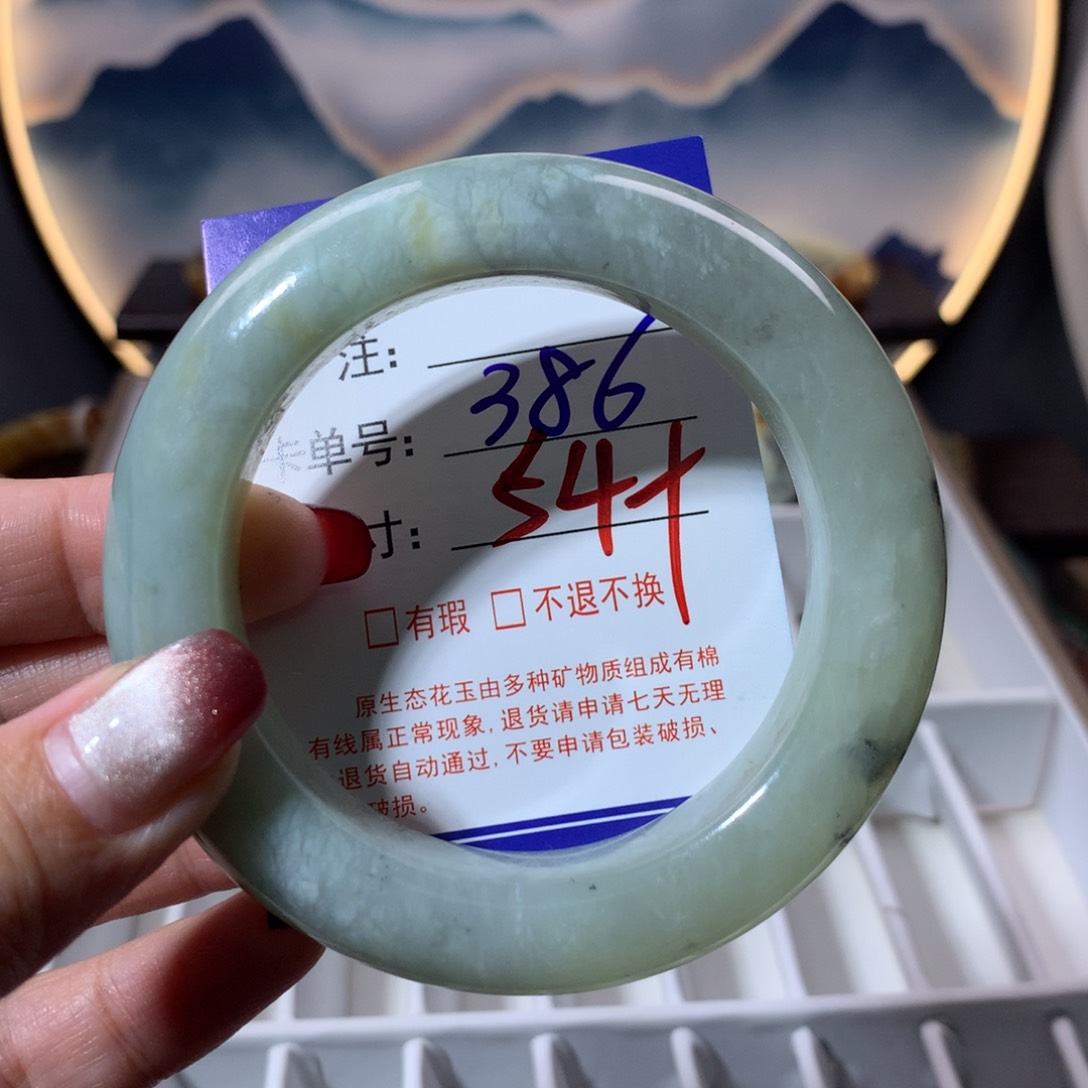 注：
卡单号： 386
寸： 54+
□有瑕 □不退不换
原生态花玉由多种矿物质组成有棉
有线属正常现象，退货请申请七天无理
退货自动通过，不要申请包装破损、
破损。